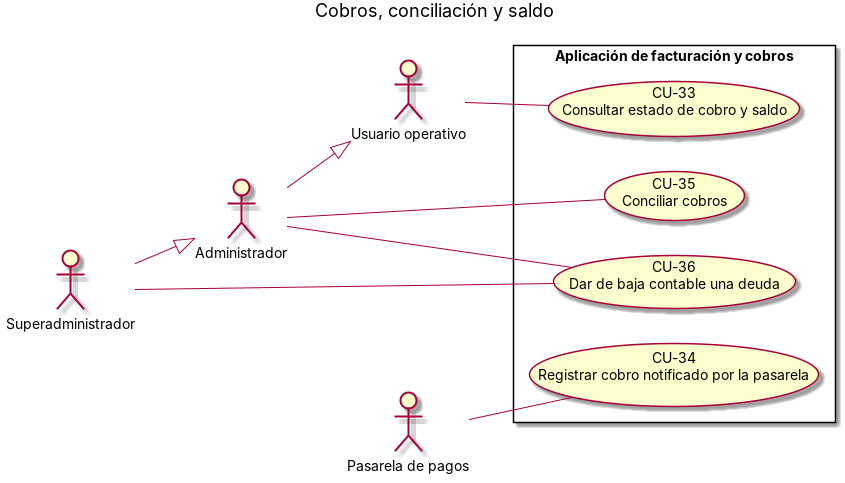 Cobros, conciliación y saldo
Aplicación de facturación y cobros
CU-33
Consultar estado de cobro y saldo
Usuario operativo
CU-35
Conciliar cobros
Administrador
CU-36
Dar de baja contable una deuda
Superadministrador
CU-34
Registrar cobro notificado por la pasarela
Pasarela de pagos